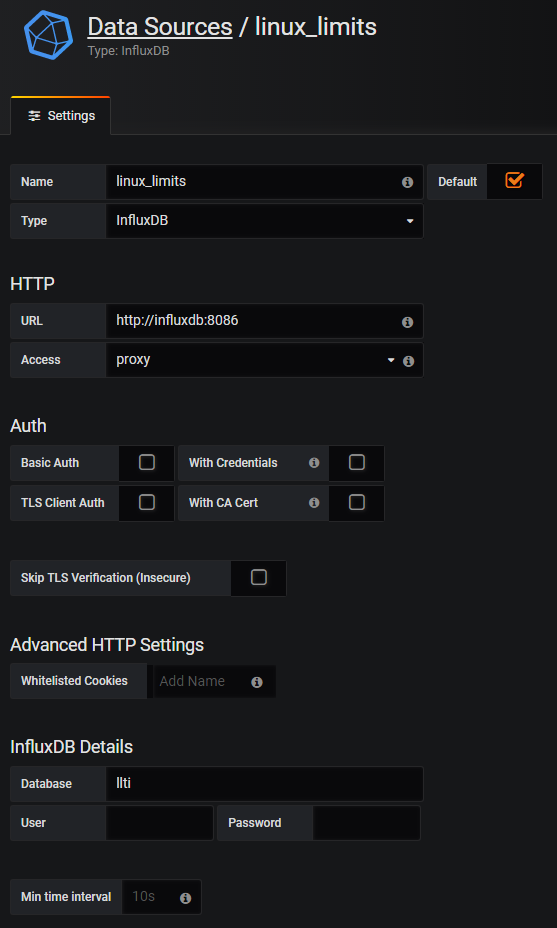 Data Sources / linux_limits
Type: InfluxDB
Settings
Name linux_limits Default
Type InfluxDB
HTTP
URL http://influxdb:8086
Access proxy
Auth
Basic Auth With Credentials
TLS Client Auth With CA Cert
Skip TLS Verification (Insecure)
Advanced HTTP Settings
Whitelisted Cookies Add Name
InfluxDB Details
Database llti
User Password
Min time interval 10s